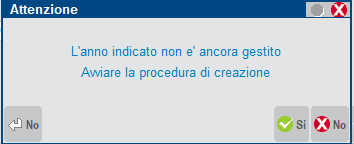 Attenzione
L'anno indicato non e' ancora gestito
Avviare la procedura di creazione
No
Si
No